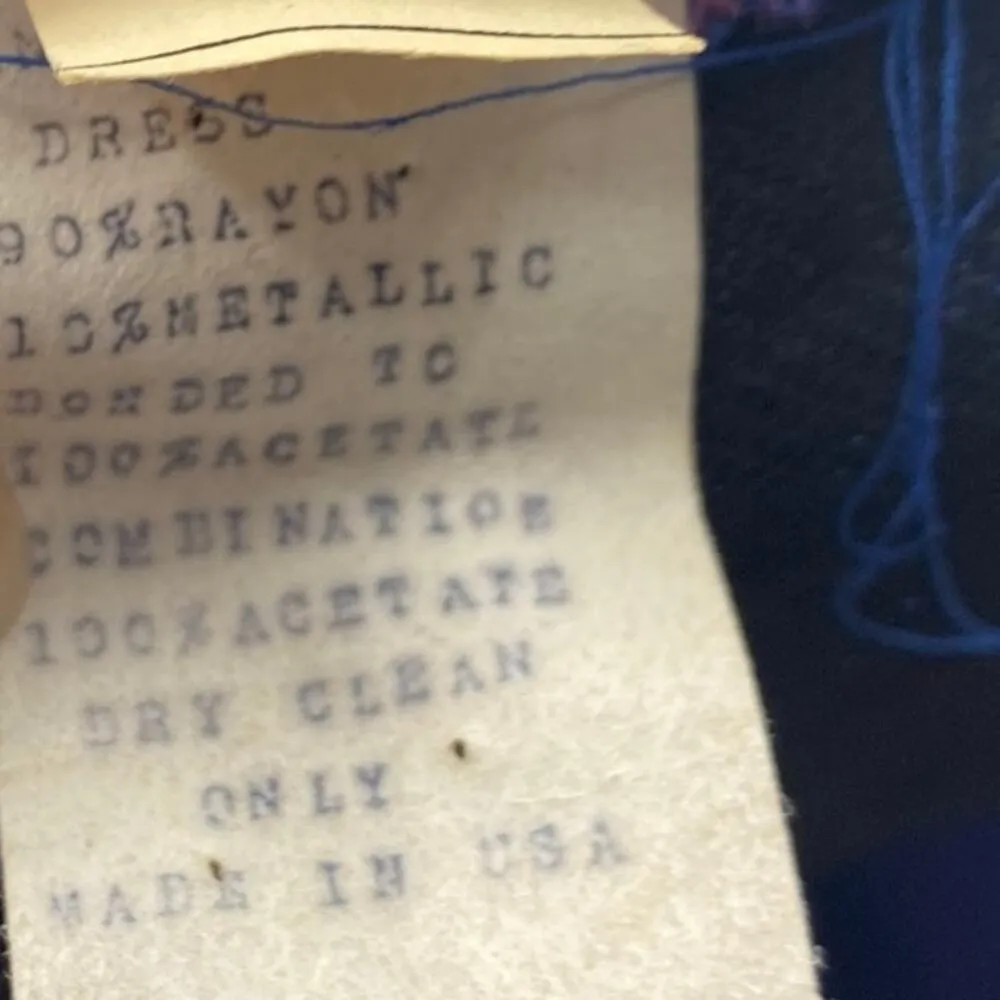 DRESS
90%RAYON
10%METALLIC
BONDED TO
100%ACETATE
COMBINATION
100%ACETATE
DRY CLEAN
ONLY
MADE IN USA